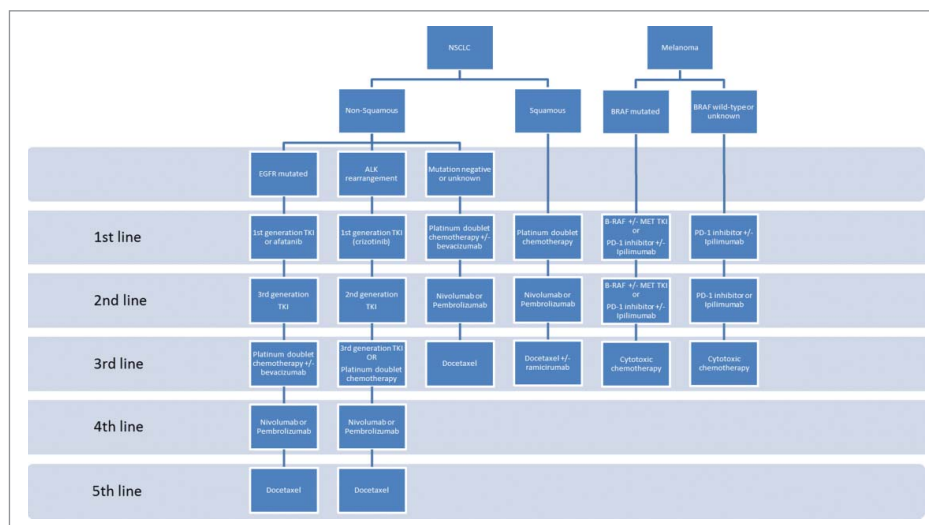 NSCLC
Melanoma
Non-Squamous
Squamous
BRAF mutated
BRAF wild-type or
unknown
EGFR mutated
ALK
rearrangement
Mutation negative
or unknown
1st line
1st generation TKI
or afatanib
1st generation TKI
(crizotinib)
Platinum doublet
chemotherapy +/-
bevacizumab
Platinum doublet
chemotherapy
B-RAF +/- MET TKI
or
PD-1 inhibitor +/-
Ipilimumab
PD-1 inhibitor +/-
Ipilimumab
2nd line
3rd generation
TKI
2nd generation
TKI
Nivolumab or
Pembrolizumab
Nivolumab or
Pembrolizumab
B-RAF +/- MET TKI
or
PD-1 inhibitor +/-
Ipilimumab
PD-1 inhibitor or
Ipilimumab
3rd line
Platinum doublet
chemotherapy +/-
bevacizumab
3rd generation TKI
OR
Platinum doublet
chemotherapy
Docetaxel
Docetaxel +/-
ramicirumab
Cytotoxic
chemotherapy
Cytotoxic
chemotherapy
4th line
Nivolumab or
Pembrolizumab
Nivolumab or
Pembrolizumab
5th line
Docetaxel
Docetaxel